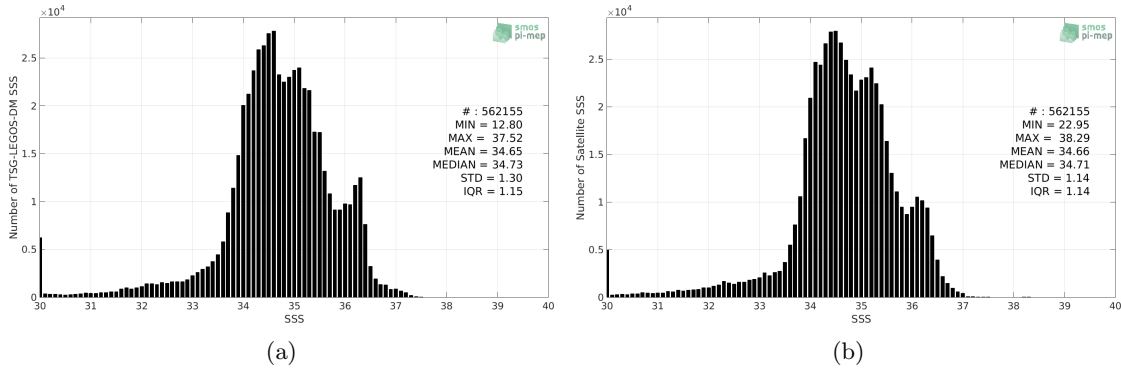 ×10⁴
smos
pi-mep
Number of TSG-LEGOS-DM SSS
2.5
2
1.5
1
0.5
0
# : 562155
MIN = 12.80
MAX = 37.52
MEAN = 34.65
MEDIAN = 34.73
STD = 1.30
IQR = 1.15
30 31 32 33 34 35 36 37 38 39 40
SSS
(a)
×10⁴
smos
pi-mep
Number of Satellite SSS
2.5
2
1.5
1
0.5
0
# : 562155
MIN = 22.95
MAX = 38.29
MEAN = 34.66
MEDIAN = 34.71
STD = 1.14
IQR = 1.14
30 31 32 33 34 35 36 37 38 39 40
SSS
(b)